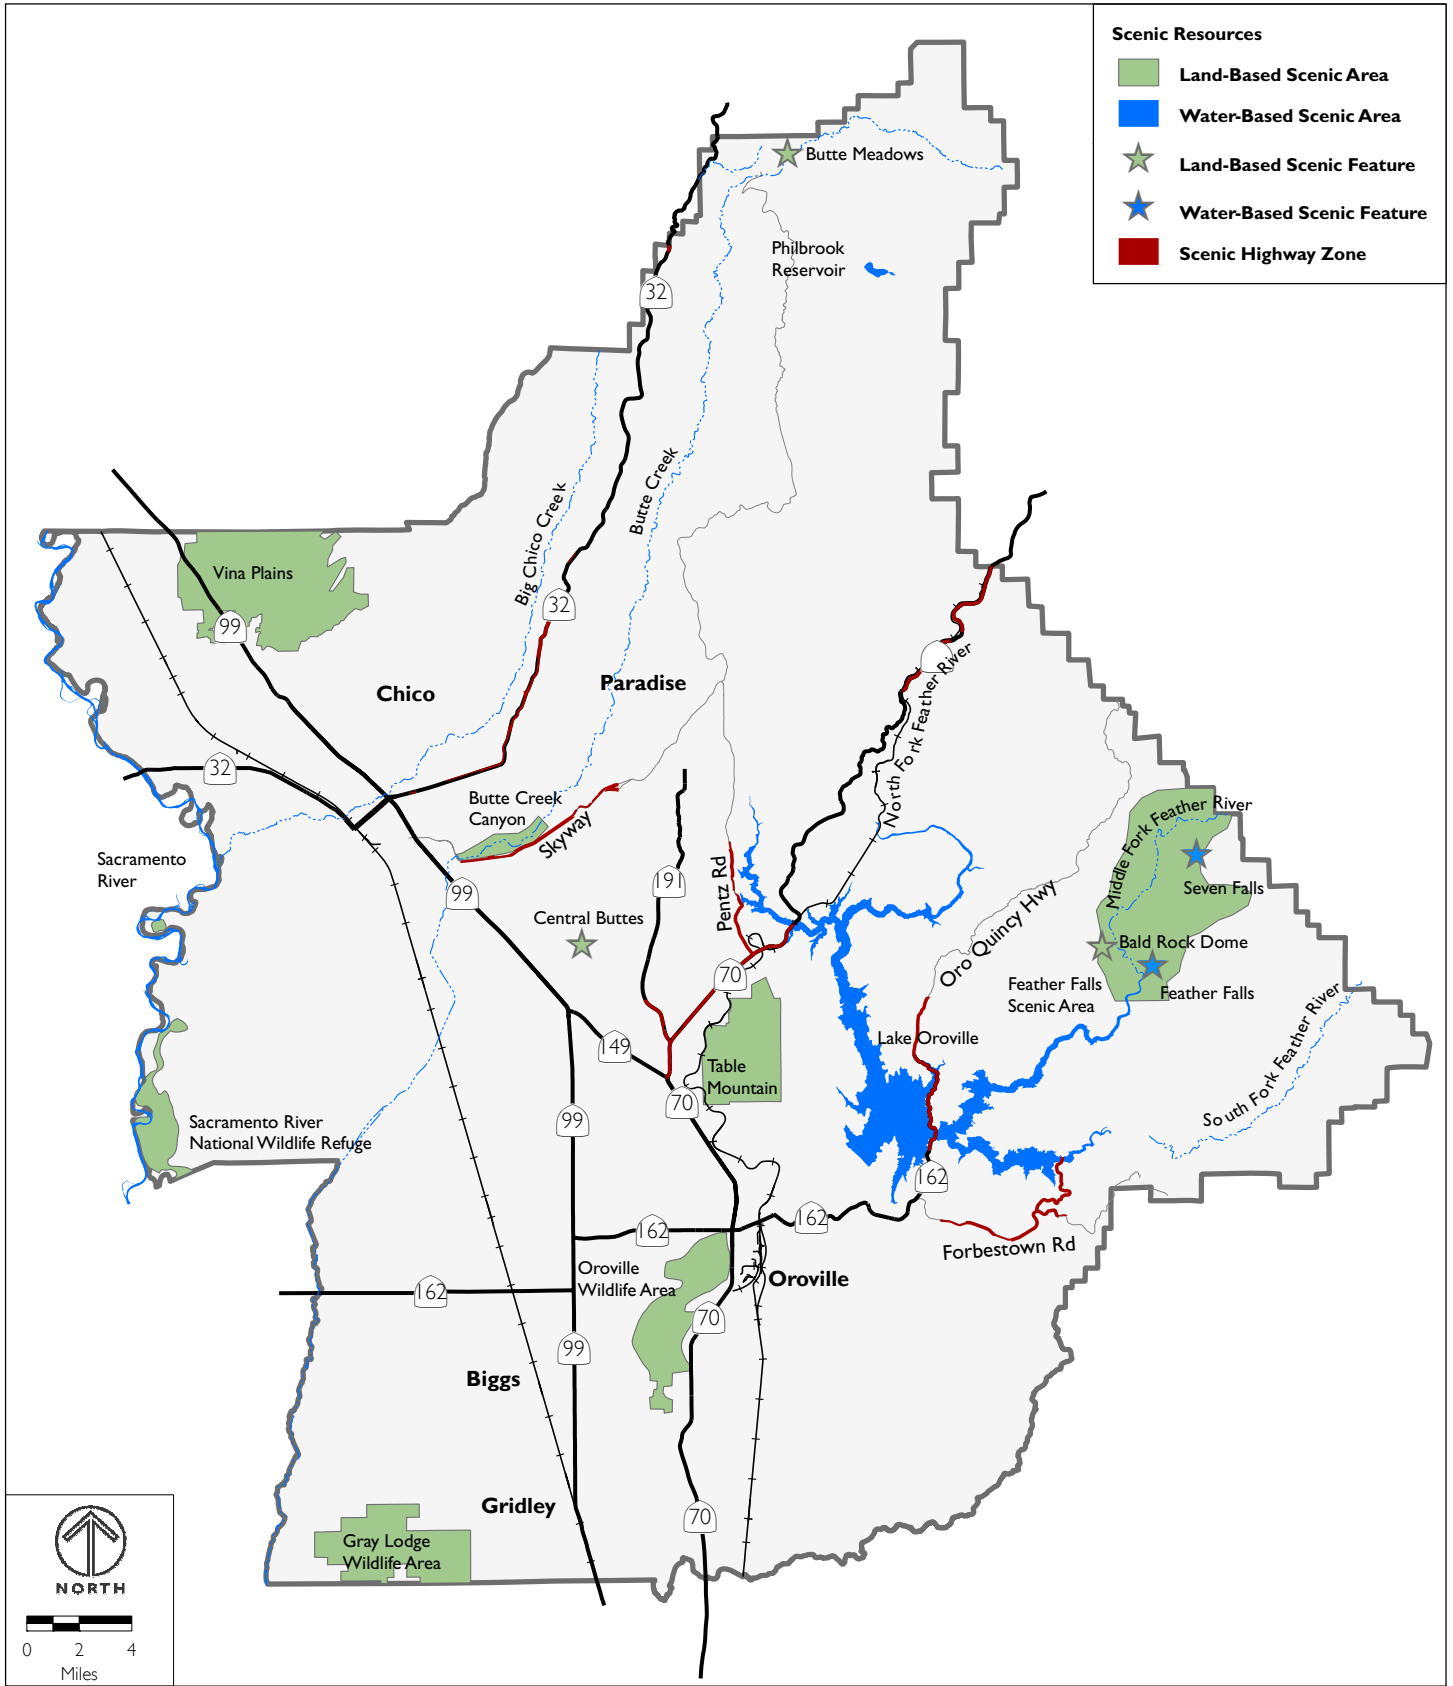 Scenic Resources
Land-Based Scenic Area
Water-Based Scenic Area
Land-Based Scenic Feature
Water-Based Scenic Feature
Scenic Highway Zone
Butte Meadows
Philbrook
Reservoir
32
Big Chico Creek
Butte Creek
Vina Plains
99
32
Chico
Paradise
North Fork Feather River
32
Butte Creek
Canyon
Skyway
Sacramento
River
99
191
Pentz Rd
Middle Fork Feather River
Seven Falls
Oro Quincy Hwy
Central Buttes
Bald Rock Dome
70
Feather Falls
Scenic Area
Feather Falls
149
Lake Oroville
Table
Mountain
70
South Fork Feather River
99
Sacramento River
National Wildlife Refuge
162
162
162
Forbestown Rd
Oroville
Wildlife Area
Oroville
162
70
99
Biggs
Gridley
70
Gray Lodge
Wildlife Area
NORTH
0 2 4
Miles